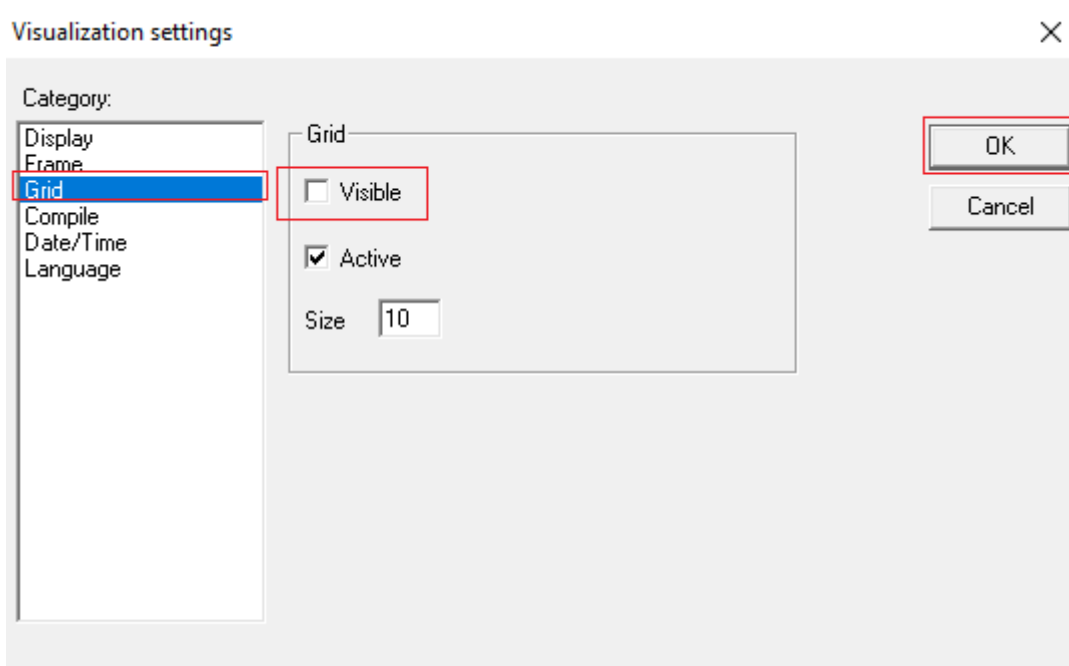 Visualization settings
Category:
Display
Frame
Grid
Compile
Date/Time
Language
Grid
Visible
Active
Size 10
OK
Cancel